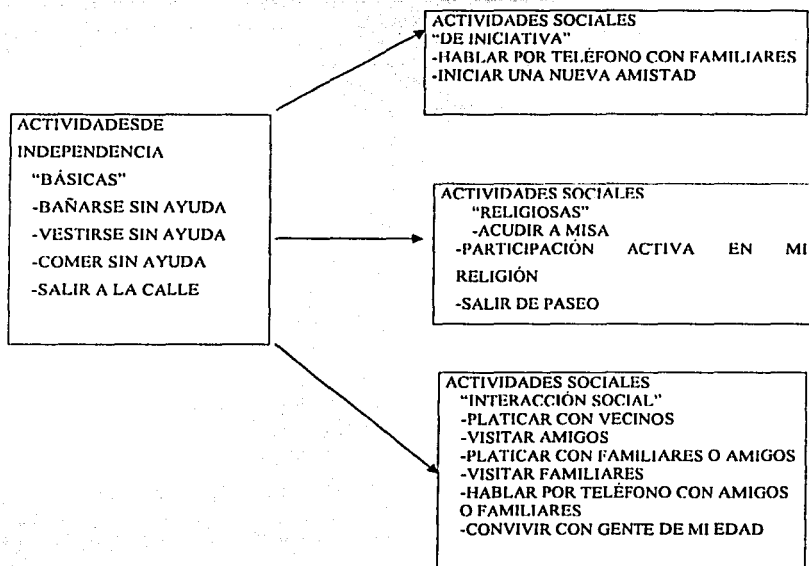 ACTIVIDADES SOCIALES
“DE INICIATIVA”
-HABLAR POR TELÉFONO CON FAMILIARES
-INICIAR UNA NUEVA AMISTAD
ACTIVIDADESDE
INDEPENDENCIA
“BÁSICAS”
-BAÑARSE SIN AYUDA
-VESTIRSE SIN AYUDA
-COMER SIN AYUDA
-SALIR A LA CALLE
ACTIVIDADES SOCIALES
“RELIGIOSAS”
-ACUDIR A MISA
-PARTICIPACIÓN ACTIVA EN MI
RELIGIÓN
-SALIR DE PASEO
ACTIVIDADES SOCIALES
“INTERACCIÓN SOCIAL”
-PLATICAR CON VECINOS
-VISITAR AMIGOS
-PLATICAR CON FAMILIARES O AMIGOS
-VISITAR FAMILIARES
-HABLAR POR TELÉFONO CON AMIGOS
O FAMILIARES
-CONVIVIR CON GENTE DE MI EDAD